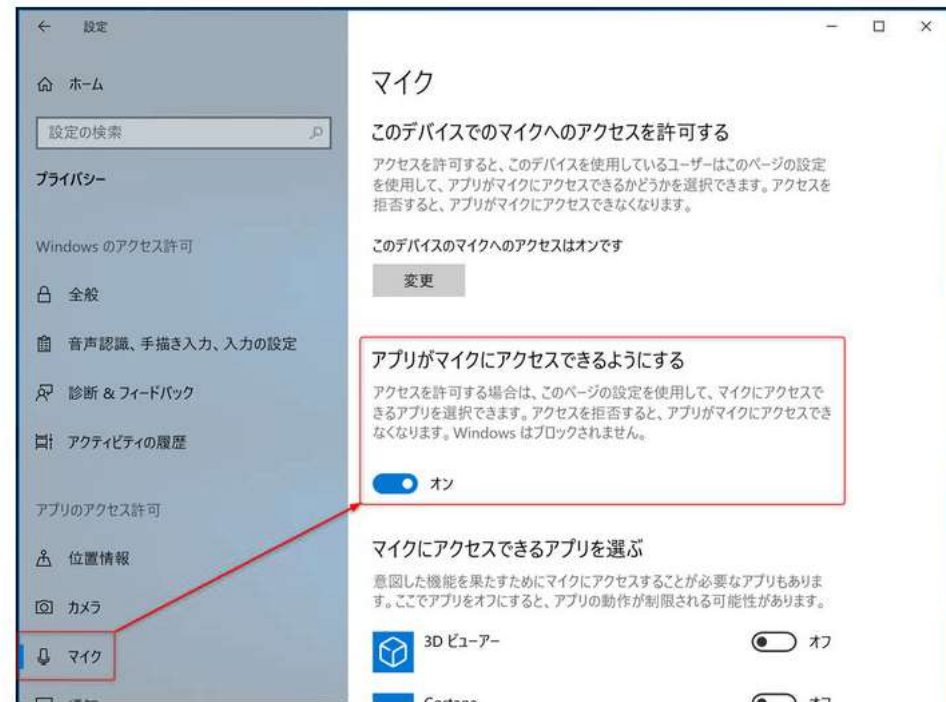 設定
ホーム
設定の検索
プライバシー
Windows のアクセス許可
全般
音声認識、手描き入力、入力の設定
診断 & フィードバック
アクティビティの履歴
アプリのアクセス許可
位置情報
カメラ
マイク
マイク
このデバイスでのマイクへのアクセスを許可する
アクセスを許可すると、このデバイスを使用しているユーザーはこのページの設定
を使用して、アプリがマイクにアクセスできるかどうかを選択できます。アクセスを
拒否すると、アプリがマイクにアクセスできなくなります。
このデバイスのマイクへのアクセスはオンです
変更
アプリがマイクにアクセスできるようにする
アクセスを許可する場合は、このページの設定を使用して、マイクにアクセスで
きるアプリを選択できます。アクセスを拒否すると、アプリがマイクにアクセスでき
なくなります。Windows はブロックされません。
オン
マイクにアクセスできるアプリを選ぶ
意図した機能を果たすためにマイクにアクセスすることが必要なアプリもありま
す。ここでアプリをオフにすると、アプリの動作が制限される可能性があります。
3D ビューアー
オフ
Cortana
オフ